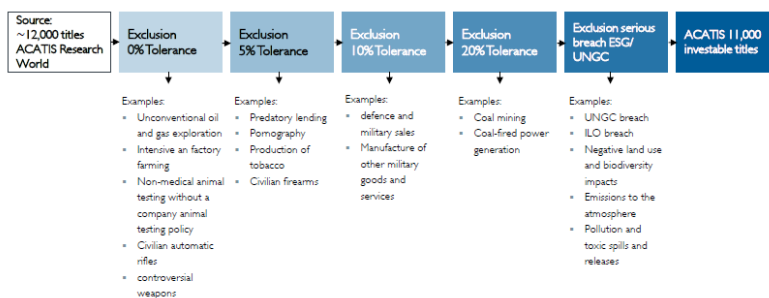 Source:
~12,000 titles
ACATIS Research
World
Exclusion
0% Tolerance
Exclusion
5% Tolerance
Exclusion
10% Tolerance
Exclusion
20% Tolerance
Exclusion serious
breach ESG/
UNGC
ACATIS 11,000
investable titles
Examples:
Unconventional oil
and gas exploration
Intensive an factory
farming
Non-medical animal
testing without a
company animal
testing policy
Civilian automatic
rifles
controversial
weapons
Examples:
Predatory lending
Pornography
Production of
tobacco
Civilian firearms
Examples:
defence and
military sales
Manufacture of
other military
goods and
services
Examples:
Coal mining
Coal-fired power
generation
Examples:
UNGC breach
ILO breach
Negative land use
and biodiversity
impacts
Emissions to the
atmosphere
Pollution and
toxic spills and
releases